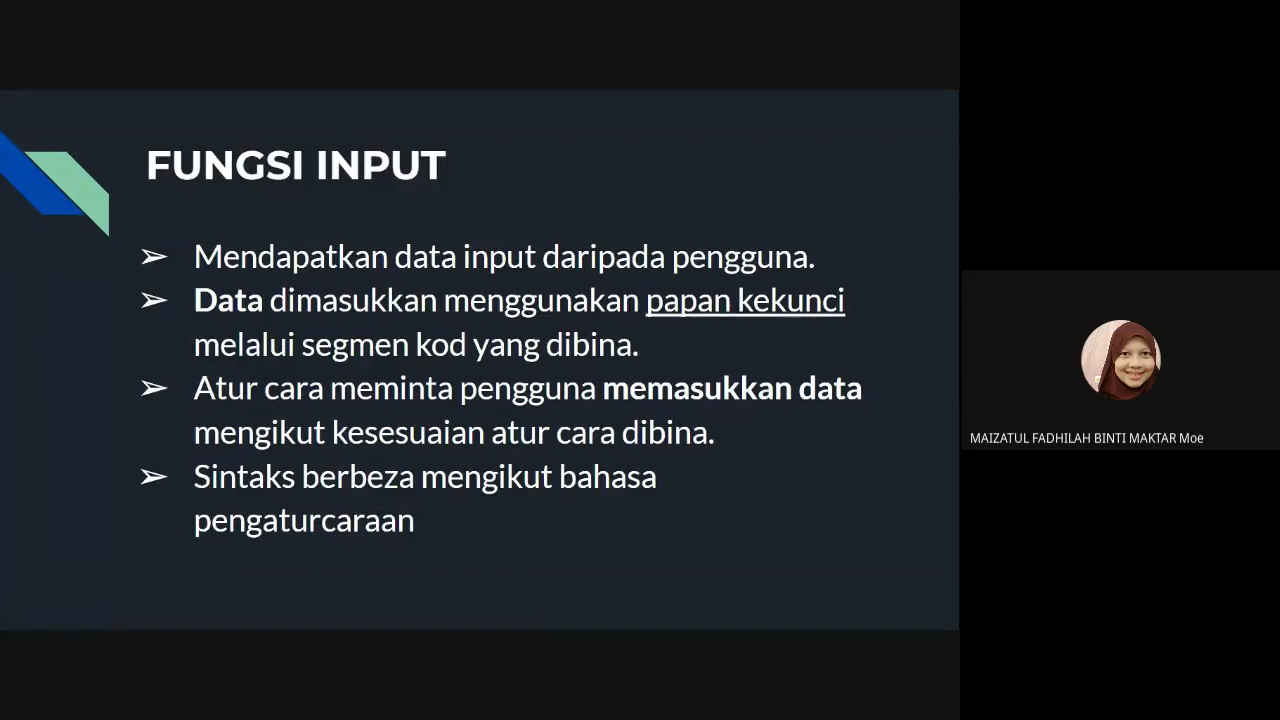 FUNGSI INPUT
➢ Mendapatkan data input daripada pengguna.
➢ Data dimasukkan menggunakan papan kekunci
melalui segmen kod yang dibina.
➢ Atur cara meminta pengguna memasukkan data
mengikut kesesuaian atur cara dibina.
➢ Sintaks berbeza mengikut bahasa
pengaturcaraan
MAIZATUL FADHILAH BINTI MAKTAR Moe